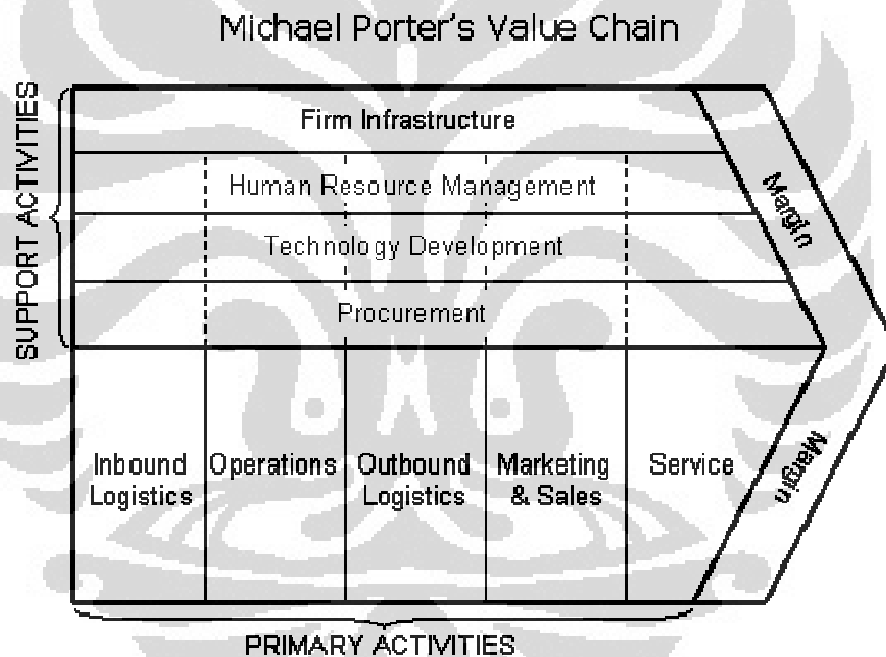 Michael Porter's Value Chain
SUPPORT ACTIVITIES
Firm Infrastructure
Human Resource Management
Technology Development
Procurement
Margin
Inbound
Logistics
Operations
Outbound
Logistics
Marketing
& Sales
Service
Margin
PRIMARY ACTIVITIES